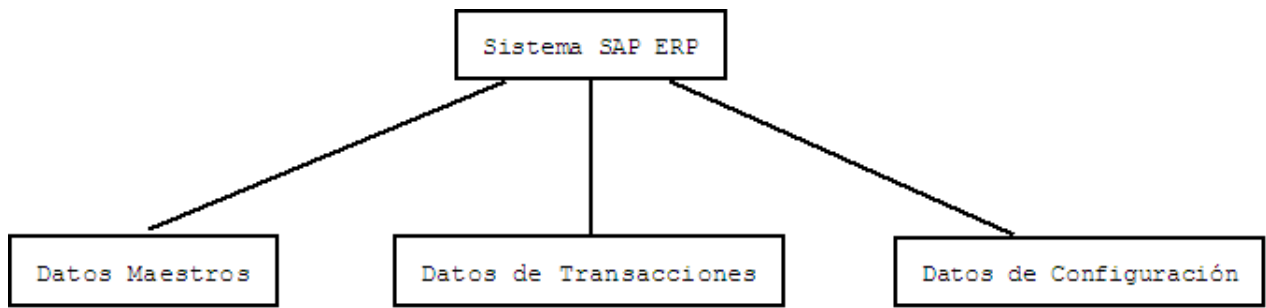 Sistema SAP ERP
Datos Maestros
Datos de Transacciones
Datos de Configuración